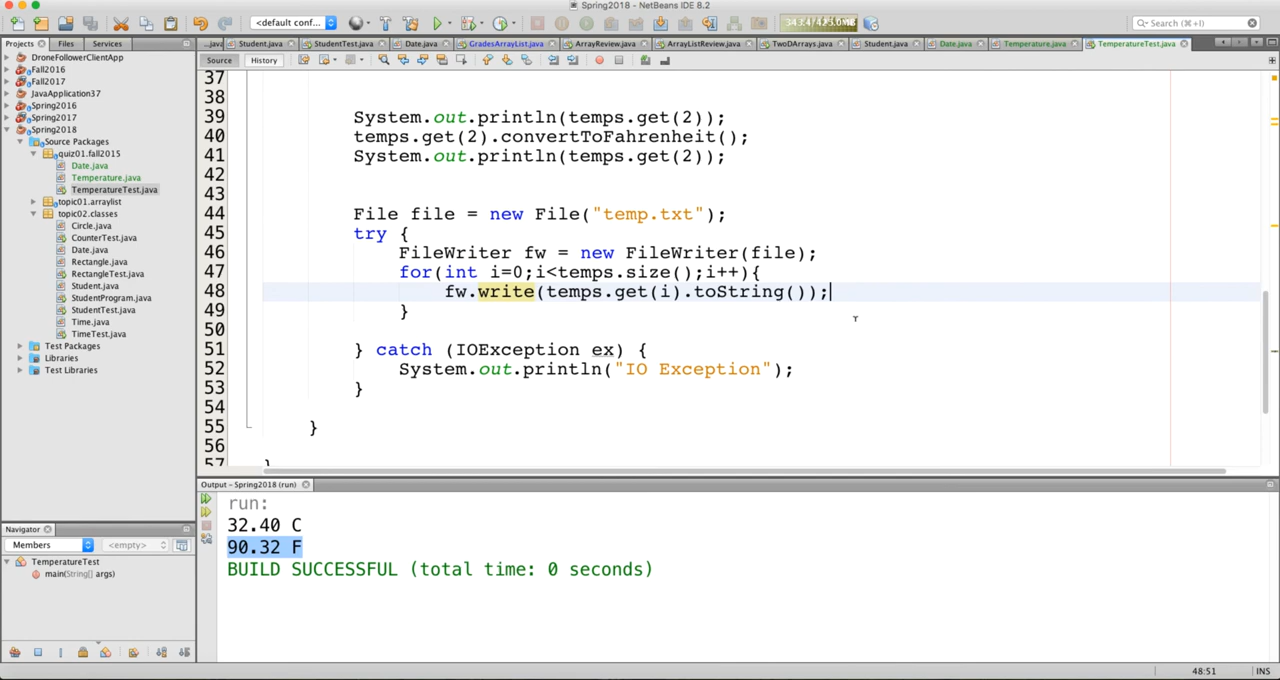 Spring2018 - NetBeans IDE 8.2
<default conf...
343.4/425.0MB
Search (⌘+I)
Projects Files Services
...java Student.java StudentTest.java Date.java GradesArrayList.java ArrayReview.java ArrayListReview.java TwoDArrays.java Student.java Date.java Temperature.java TemperatureTest.java
Source History
DroneFollowerClientApp
Fall2016
Fall2017
JavaApplication37
Spring2016
Spring2017
Spring2018
Source Packages
quiz01.fall2015
Date.java
Temperature.java
TemperatureTest.java
topic01.arraylist
topic02.classes
Circle.java
CounterTest.java
Date.java
Rectangle.java
RectangleTest.java
Student.java
StudentProgram.java
StudentTest.java
Time.java
TimeTest.java
Test Packages
Libraries
Test Libraries
37
38
39 System.out.println(temps.get(2));
40 temps.get(2).convertToFahrenheit();
41 System.out.println(temps.get(2));
42
43
44 File file = new File("temp.txt");
45 try {
46 FileWriter fw = new FileWriter(file);
47 for(int i=0;i<temps.size();i++){
48 fw.write(temps.get(i).toString());
49 }
50
51 } catch (IOException ex) {
52 System.out.println("IO Exception");
53 }
54
55 }
56
57 }
Output - Spring2018 (run)
run:
32.40 C
90.32 F
BUILD SUCCESSFUL (total time: 0 seconds)
Navigator
Members <empty>
TemperatureTest
main(String[] args)
48:51 INS